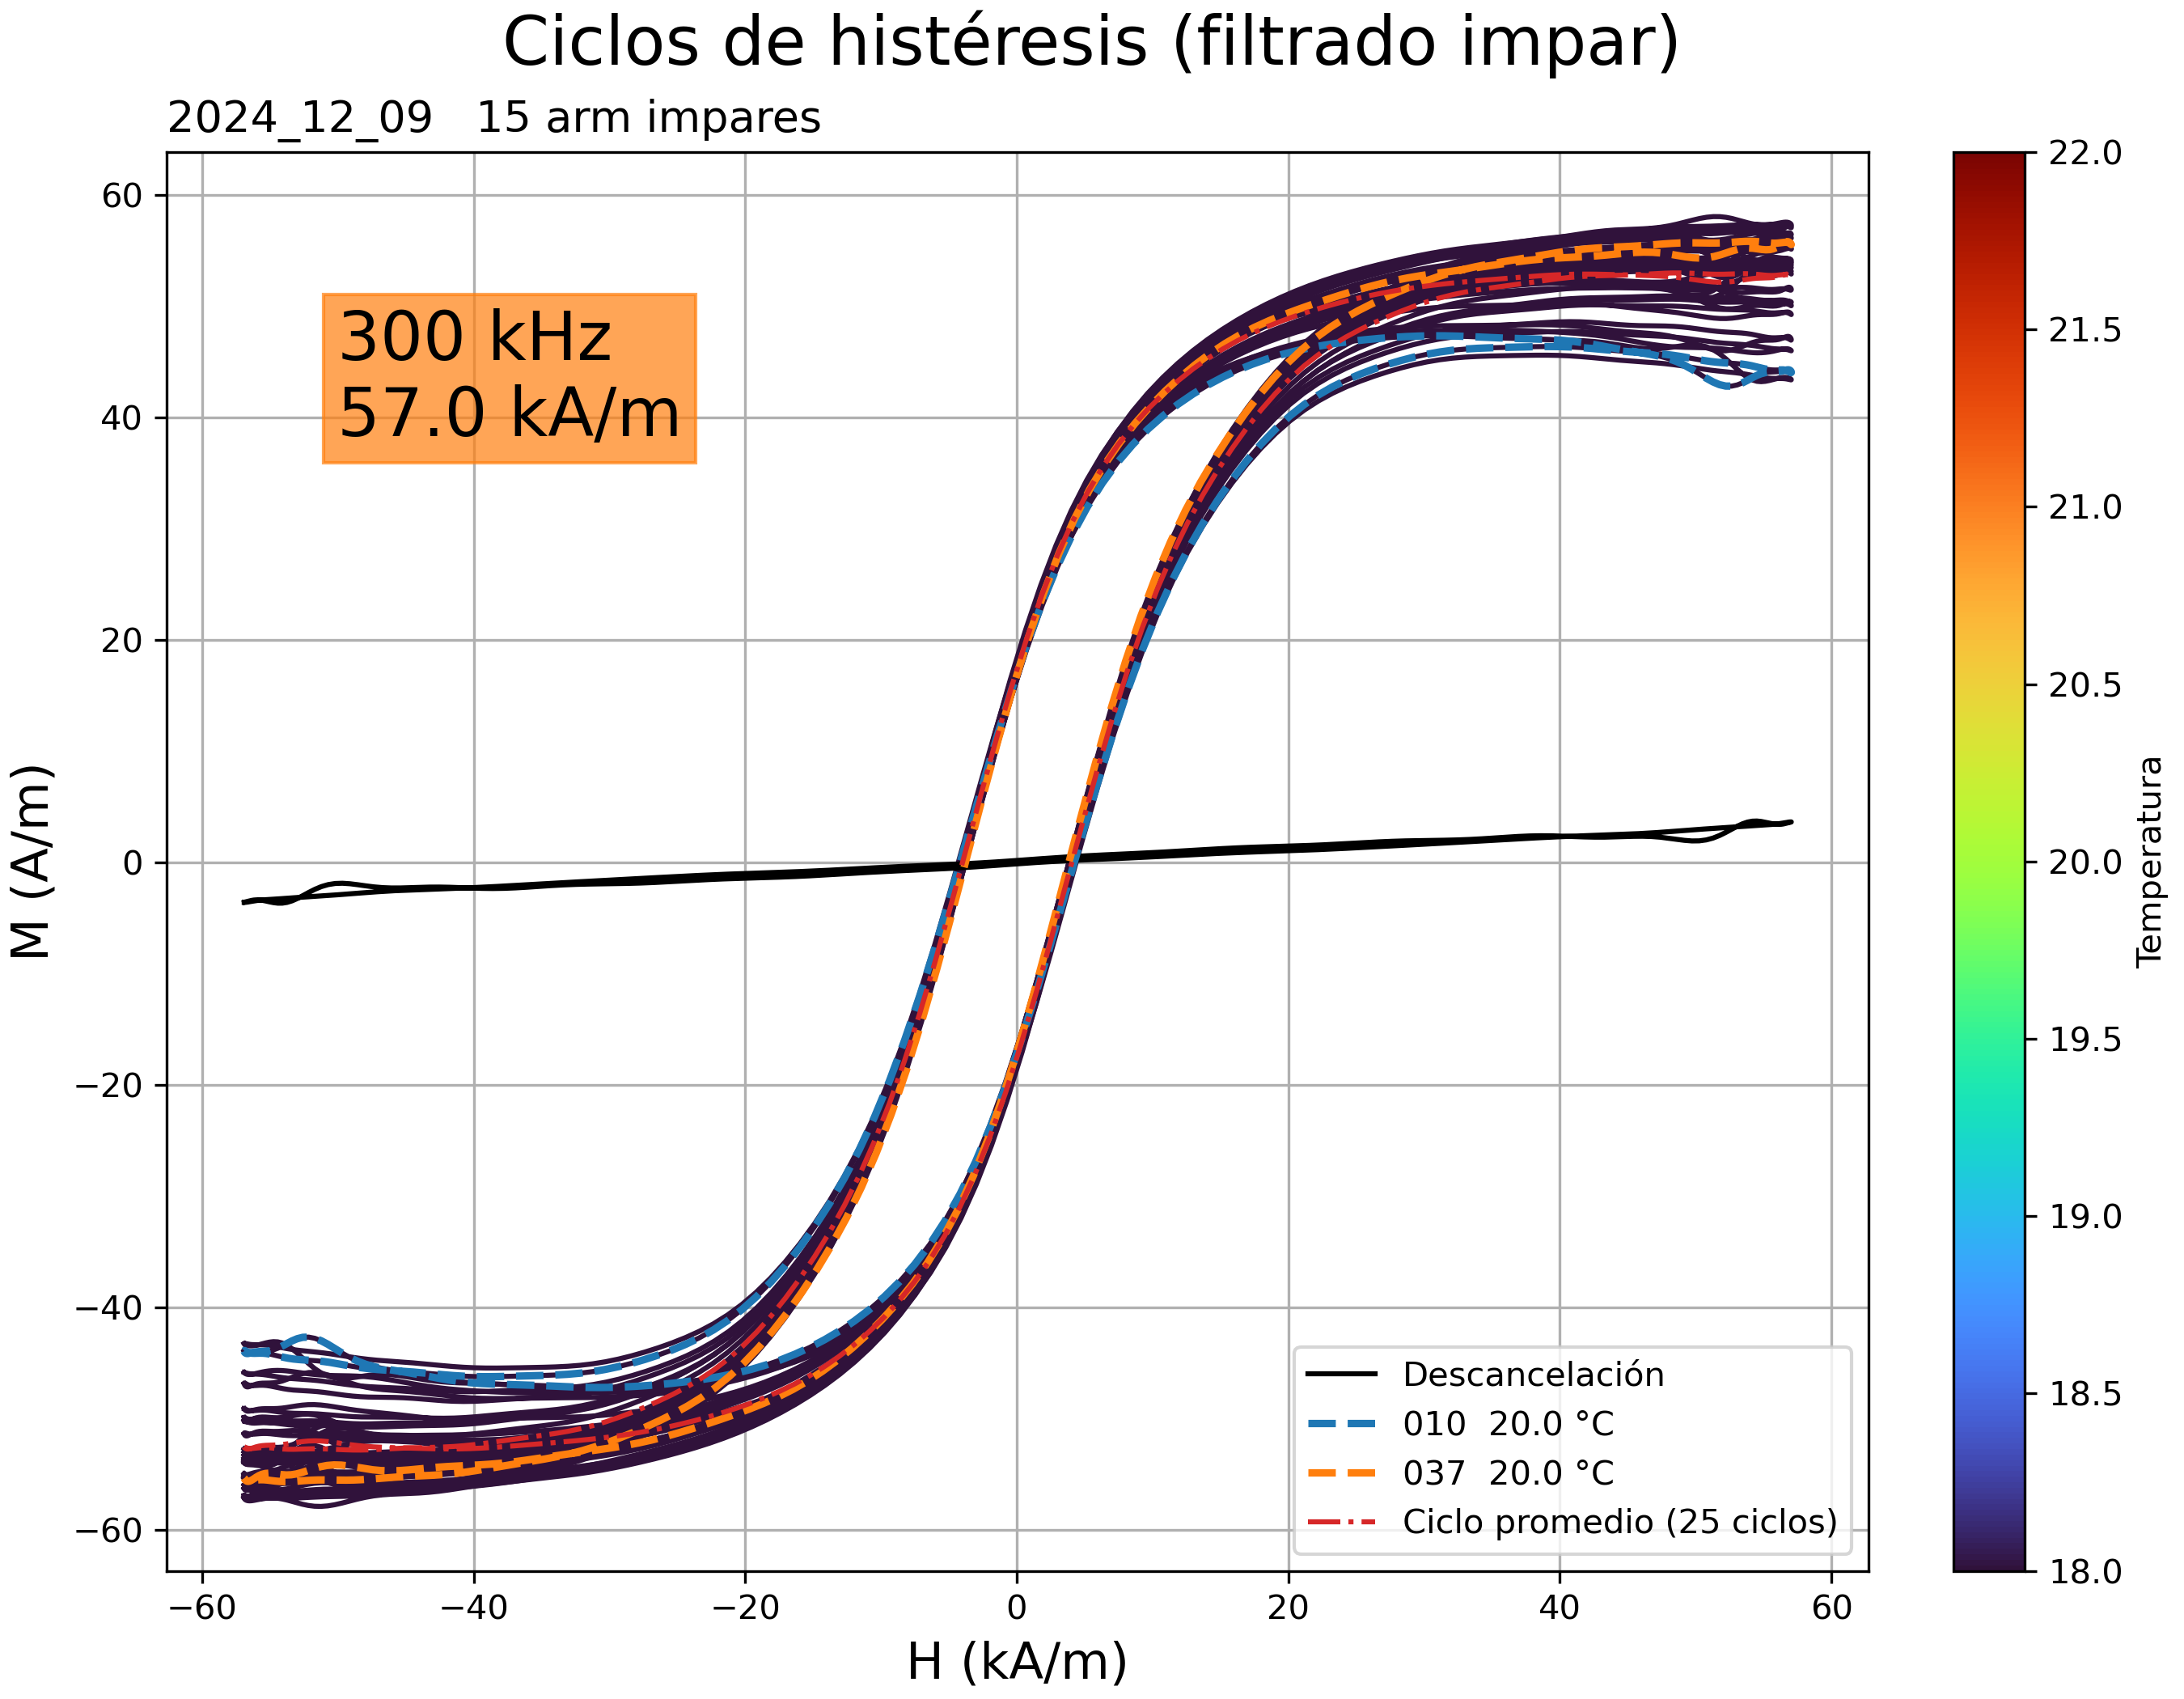 Ciclos de histéresis (filtrado impar)
2024_12_09   15 arm impares
300 kHz
57.0 kA/m
M (A/m)
60
40
20
0
−20
−40
−60
−60
−40
−20
0
20
40
60
H (kA/m)
Descancelación
010  20.0 °C
037  20.0 °C
Ciclo promedio (25 ciclos)
22.0
21.5
21.0
20.5
20.0
19.5
19.0
18.5
18.0
Temperatura